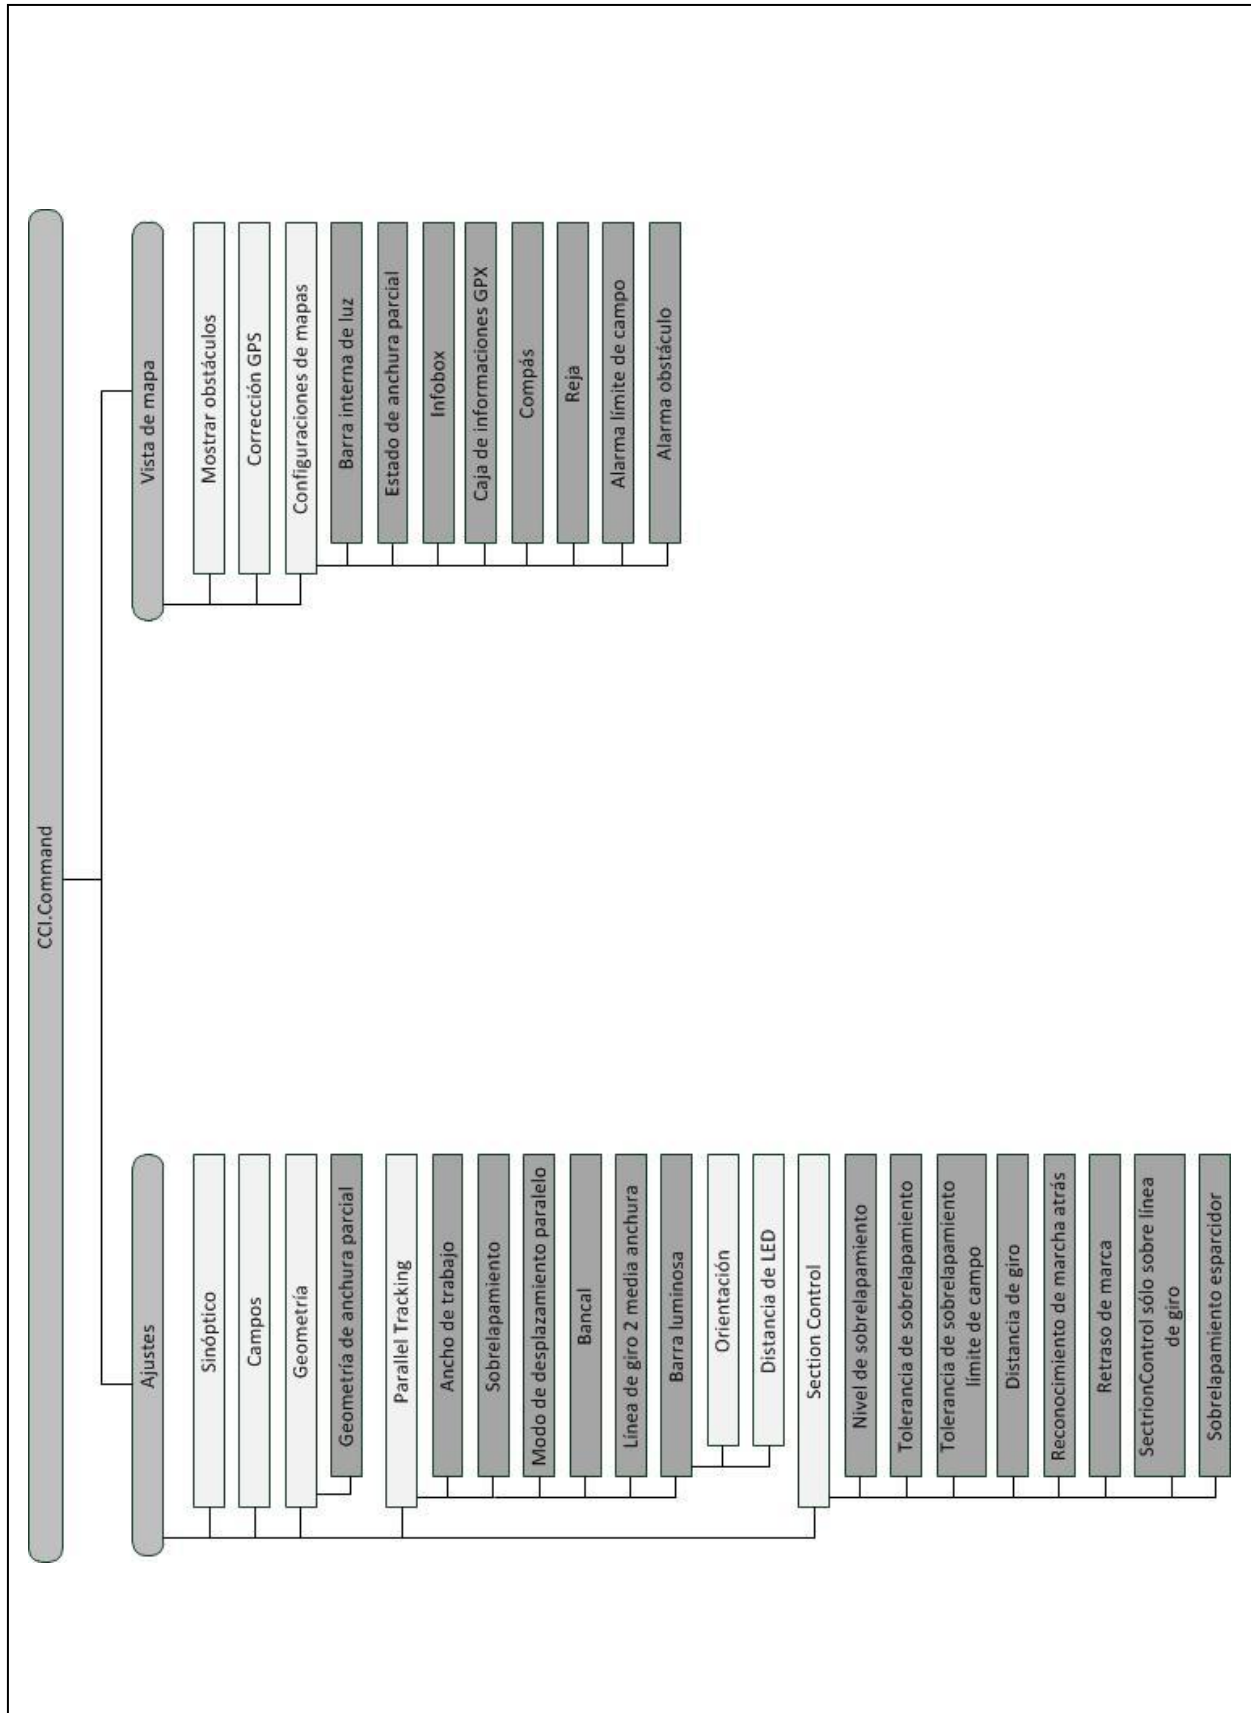 CCI.Command
Ajustes
Sinóptico
Campos
Geometría
Geometría de anchura parcial
Parallel Tracking
Ancho de trabajo
Sobrelapamiento
Modo de desplazamiento paralelo
Bancal
Línea de giro 2 media anchura
Barra luminosa
Orientación
Distancia de LED
Section Control
Nivel de sobrelapamiento
Tolerancia de sobrelapamiento
Tolerancia de sobrelapamiento
límite de campo
Distancia de giro
Reconocimiento de marcha atrás
Retraso de marca
SectrionControl sólo sobre línea
de giro
Sobrelapamiento esparcidor
Vista de mapa
Mostrar obstáculos
Corrección GPS
Configuraciones de mapas
Barra interna de luz
Estado de anchura parcial
Infobox
Caja de informaciones GPX
Compás
Reja
Alarma límite de campo
Alarma obstáculo